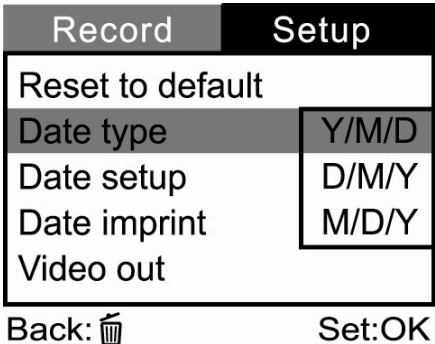 Record Setup
Reset to default
Date type Y/M/D
Date setup D/M/Y
Date imprint M/D/Y
Video out
Back: Set:OK